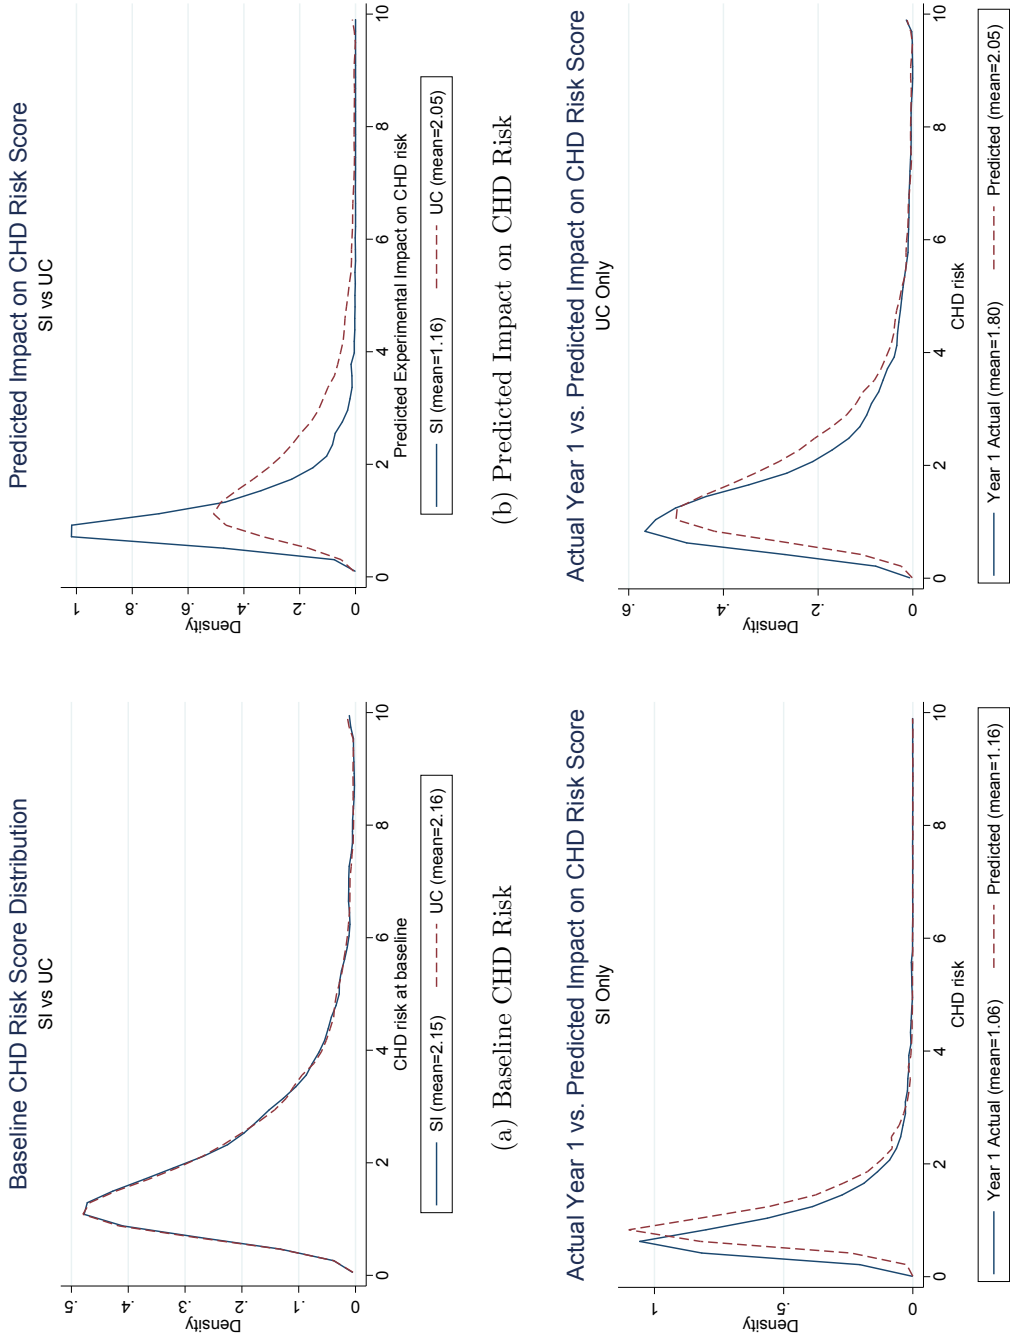 Baseline CHD Risk Score Distribution
SI vs UC
Density
0 .1 .2 .3 .4 .5
0 2 4 6 8 10
CHD risk at baseline
SI (mean=2.15) UC (mean=2.16)
(a) Baseline CHD Risk
Predicted Impact on CHD Risk Score
SI vs UC
Density
0 .2 .4 .6 .8 1
0 2 4 6 8 10
Predicted Experimental Impact on CHD risk
SI (mean=1.16) UC (mean=2.05)
(b) Predicted Impact on CHD Risk
Actual Year 1 vs. Predicted Impact on CHD Risk Score
SI Only
Density
0 .5 1
0 2 4 6 8 10
CHD risk
Year 1 Actual (mean=1.06) Predicted (mean=1.16)
Actual Year 1 vs. Predicted Impact on CHD Risk Score
UC Only
Density
0 .2 .4 .6
0 2 4 6 8 10
CHD risk
Year 1 Actual (mean=1.80) Predicted (mean=2.05)